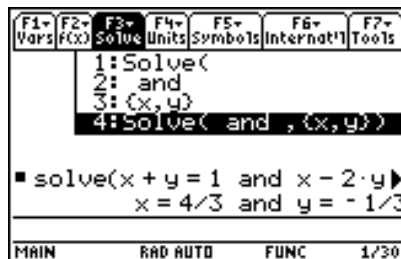 F1▾ F2▾ F3▾ F4▾ F5▾ F6▾ F7▾
Vars f(x) Solve Units Symbols Internat'l Tools
1:Solve(
2: and
3:{x,y}
4:Solve( and ,{x,y})
▪ solve(x + y = 1 and x - 2·y▶
x = 4/3 and y = -1/3
MAIN RAD AUTO FUNC 1/30